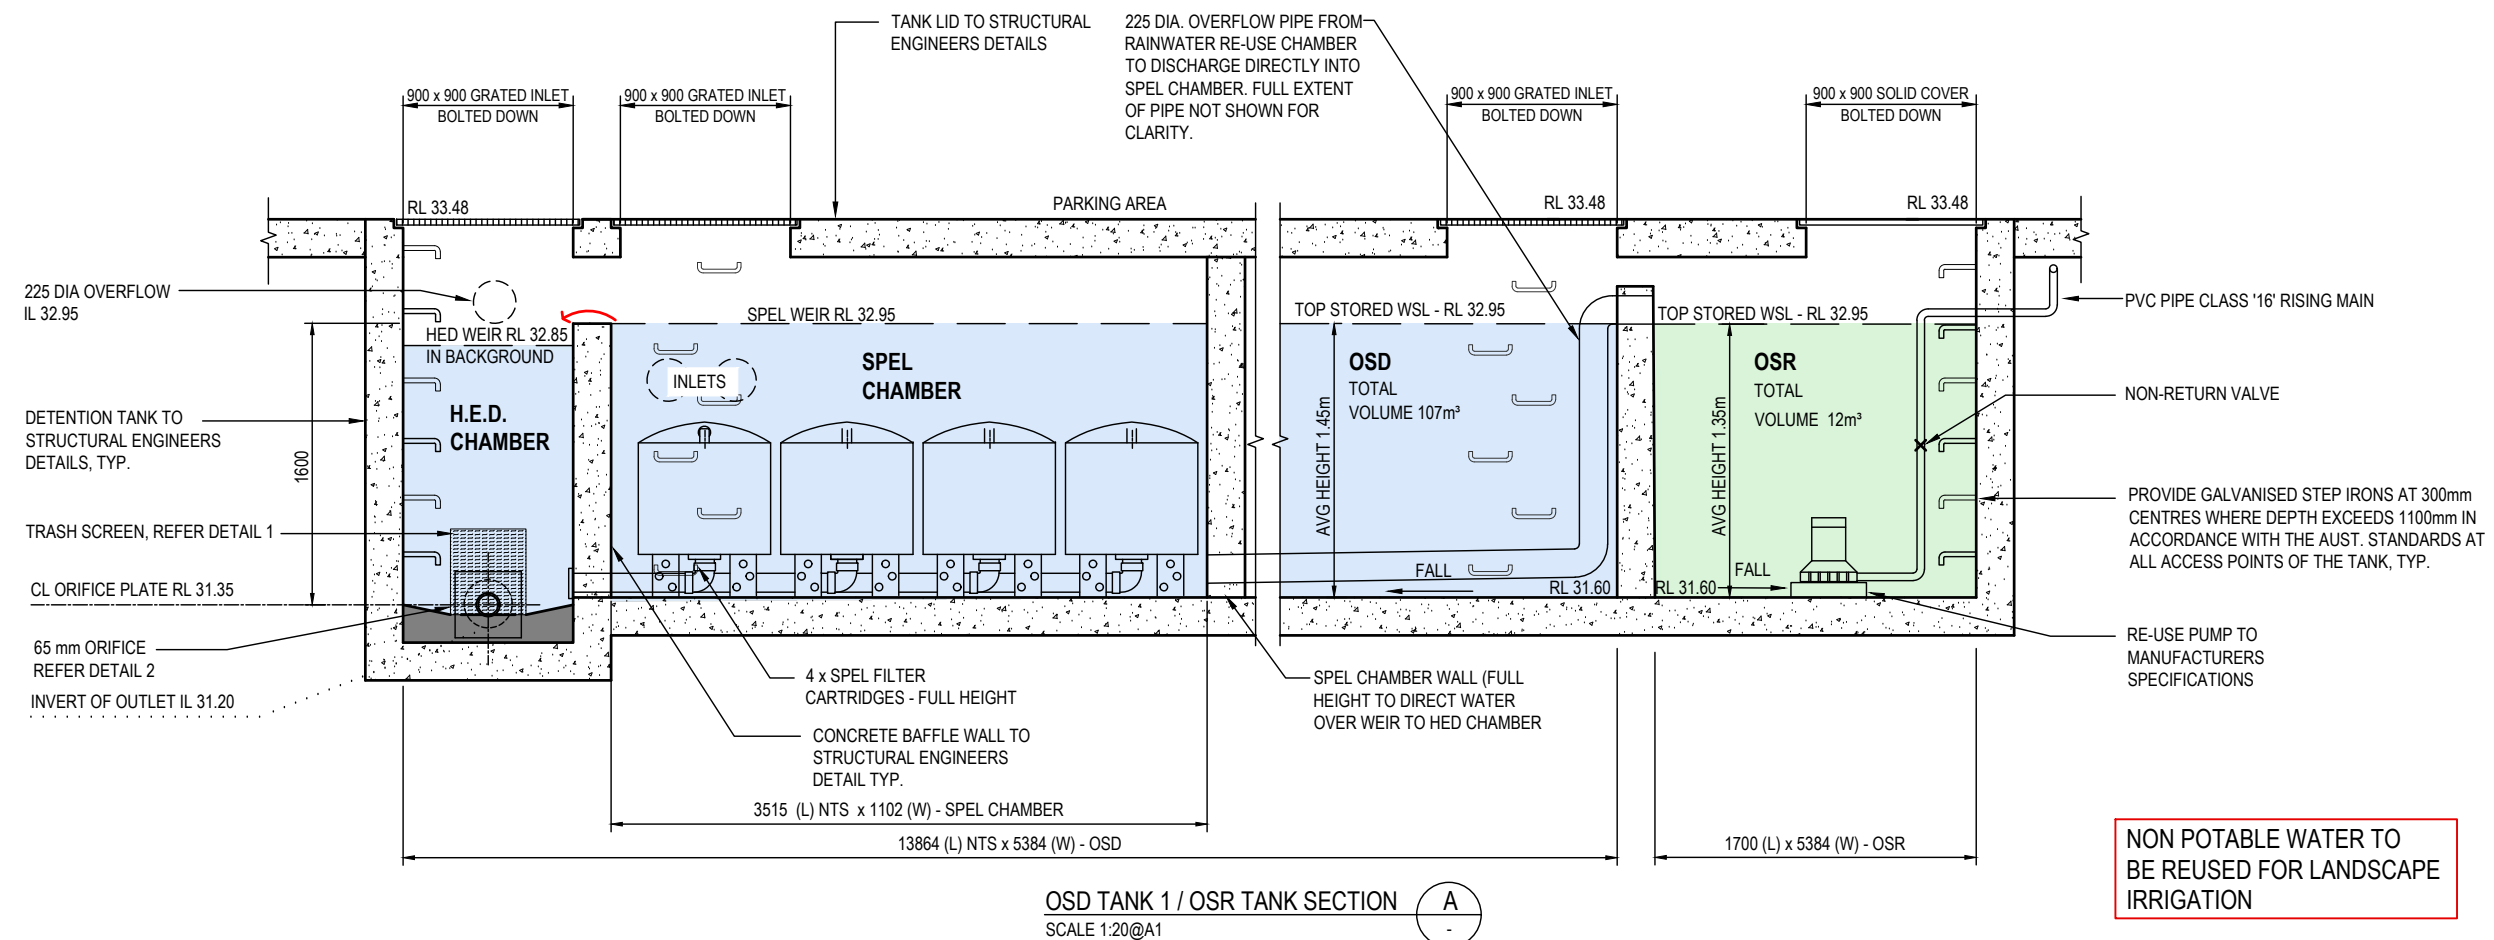 TANK LID TO STRUCTURAL
ENGINEERS DETAILS
225 DIA. OVERFLOW PIPE FROM
RAINWATER RE-USE CHAMBER
TO DISCHARGE DIRECTLY INTO
SPEL CHAMBER. FULL EXTENT
OF PIPE NOT SHOWN FOR
CLARITY.
900 x 900 GRATED INLET
BOLTED DOWN
900 x 900 GRATED INLET
BOLTED DOWN
900 x 900 GRATED INLET
BOLTED DOWN
900 x 900 SOLID COVER
BOLTED DOWN
RL 33.48
PARKING AREA
RL 33.48
RL 33.48
225 DIA OVERFLOW
IL 32.95
HED WEIR RL 32.85
IN BACKGROUND
SPEL WEIR RL 32.95
TOP STORED WSL - RL 32.95
TOP STORED WSL - RL 32.95
PVC PIPE CLASS '16' RISING MAIN
INLETS
SPEL
CHAMBER
OSD
TOTAL
VOLUME 107m³
OSR
TOTAL
VOLUME 12m³
NON-RETURN VALVE
DETENTION TANK TO
STRUCTURAL ENGINEERS
DETAILS, TYP.
H.E.D.
CHAMBER
1600
AVG HEIGHT 1.45m
AVG HEIGHT 1.35m
PROVIDE GALVANISED STEP IRONS AT 300mm
CENTRES WHERE DEPTH EXCEEDS 1100mm IN
ACCORDANCE WITH THE AUST. STANDARDS AT
ALL ACCESS POINTS OF THE TANK, TYP.
TRASH SCREEN, REFER DETAIL 1
CL ORIFICE PLATE RL 31.35
FALL
RL 31.60
RL 31.60
FALL
65 mm ORIFICE
REFER DETAIL 2
INVERT OF OUTLET IL 31.20
4 x SPEL FILTER
CARTRIDGES - FULL HEIGHT
CONCRETE BAFFLE WALL TO
STRUCTURAL ENGINEERS
DETAIL TYP.
SPEL CHAMBER WALL (FULL
HEIGHT TO DIRECT WATER
OVER WEIR TO HED CHAMBER
RE-USE PUMP TO
MANUFACTURERS
SPECIFICATIONS
3515 (L) NTS x 1102 (W) - SPEL CHAMBER
13864 (L) NTS x 5384 (W) - OSD
1700 (L) x 5384 (W) - OSR
NON POTABLE WATER TO
BE REUSED FOR LANDSCAPE
IRRIGATION
OSD TANK 1 / OSR TANK SECTION
SCALE 1:20@A1
A
-